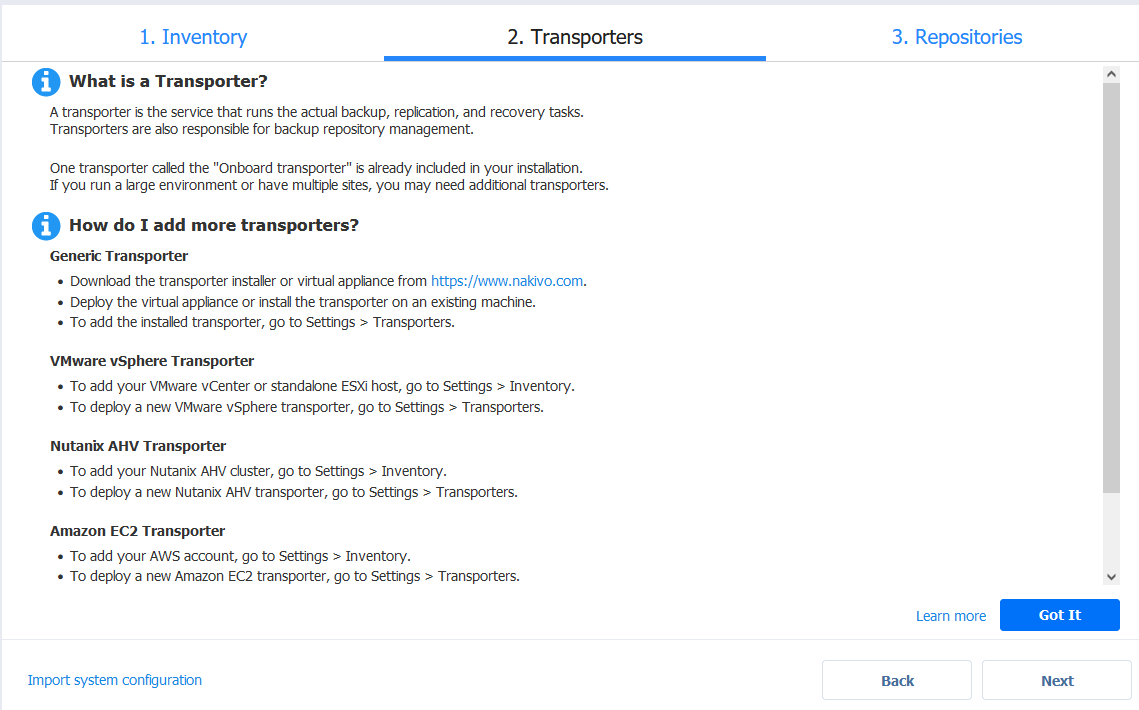 1. Inventory
2. Transporters
3. Repositories
What is a Transporter?
A transporter is the service that runs the actual backup, replication, and recovery tasks.
Transporters are also responsible for backup repository management.
One transporter called the "Onboard transporter" is already included in your installation.
If you run a large environment or have multiple sites, you may need additional transporters.
How do I add more transporters?
Generic Transporter
• Download the transporter installer or virtual appliance from https://www.nakivo.com.
• Deploy the virtual appliance or install the transporter on an existing machine.
• To add the installed transporter, go to Settings > Transporters.
VMware vSphere Transporter
• To add your VMware vCenter or standalone ESXi host, go to Settings > Inventory.
• To deploy a new VMware vSphere transporter, go to Settings > Transporters.
Nutanix AHV Transporter
• To add your Nutanix AHV cluster, go to Settings > Inventory.
• To deploy a new Nutanix AHV transporter, go to Settings > Transporters.
Amazon EC2 Transporter
• To add your AWS account, go to Settings > Inventory.
• To deploy a new Amazon EC2 transporter, go to Settings > Transporters.
Learn more
Got It
Import system configuration
Back
Next